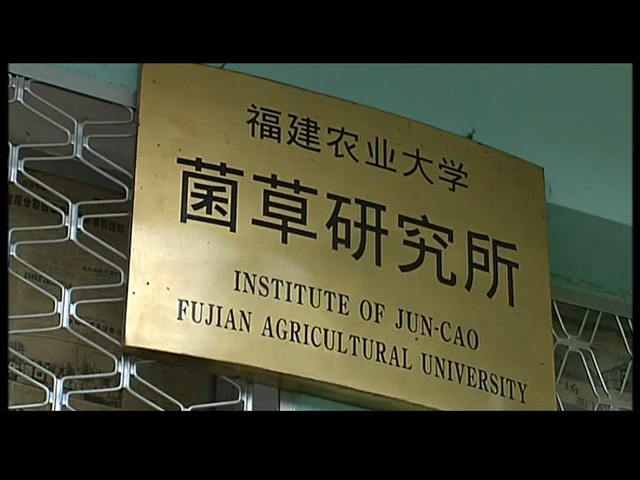 福建农业大学
菌草研究所
INSTITUTE OF JUN-CAO
FUJIAN AGRICULTURAL UNIVERSITY